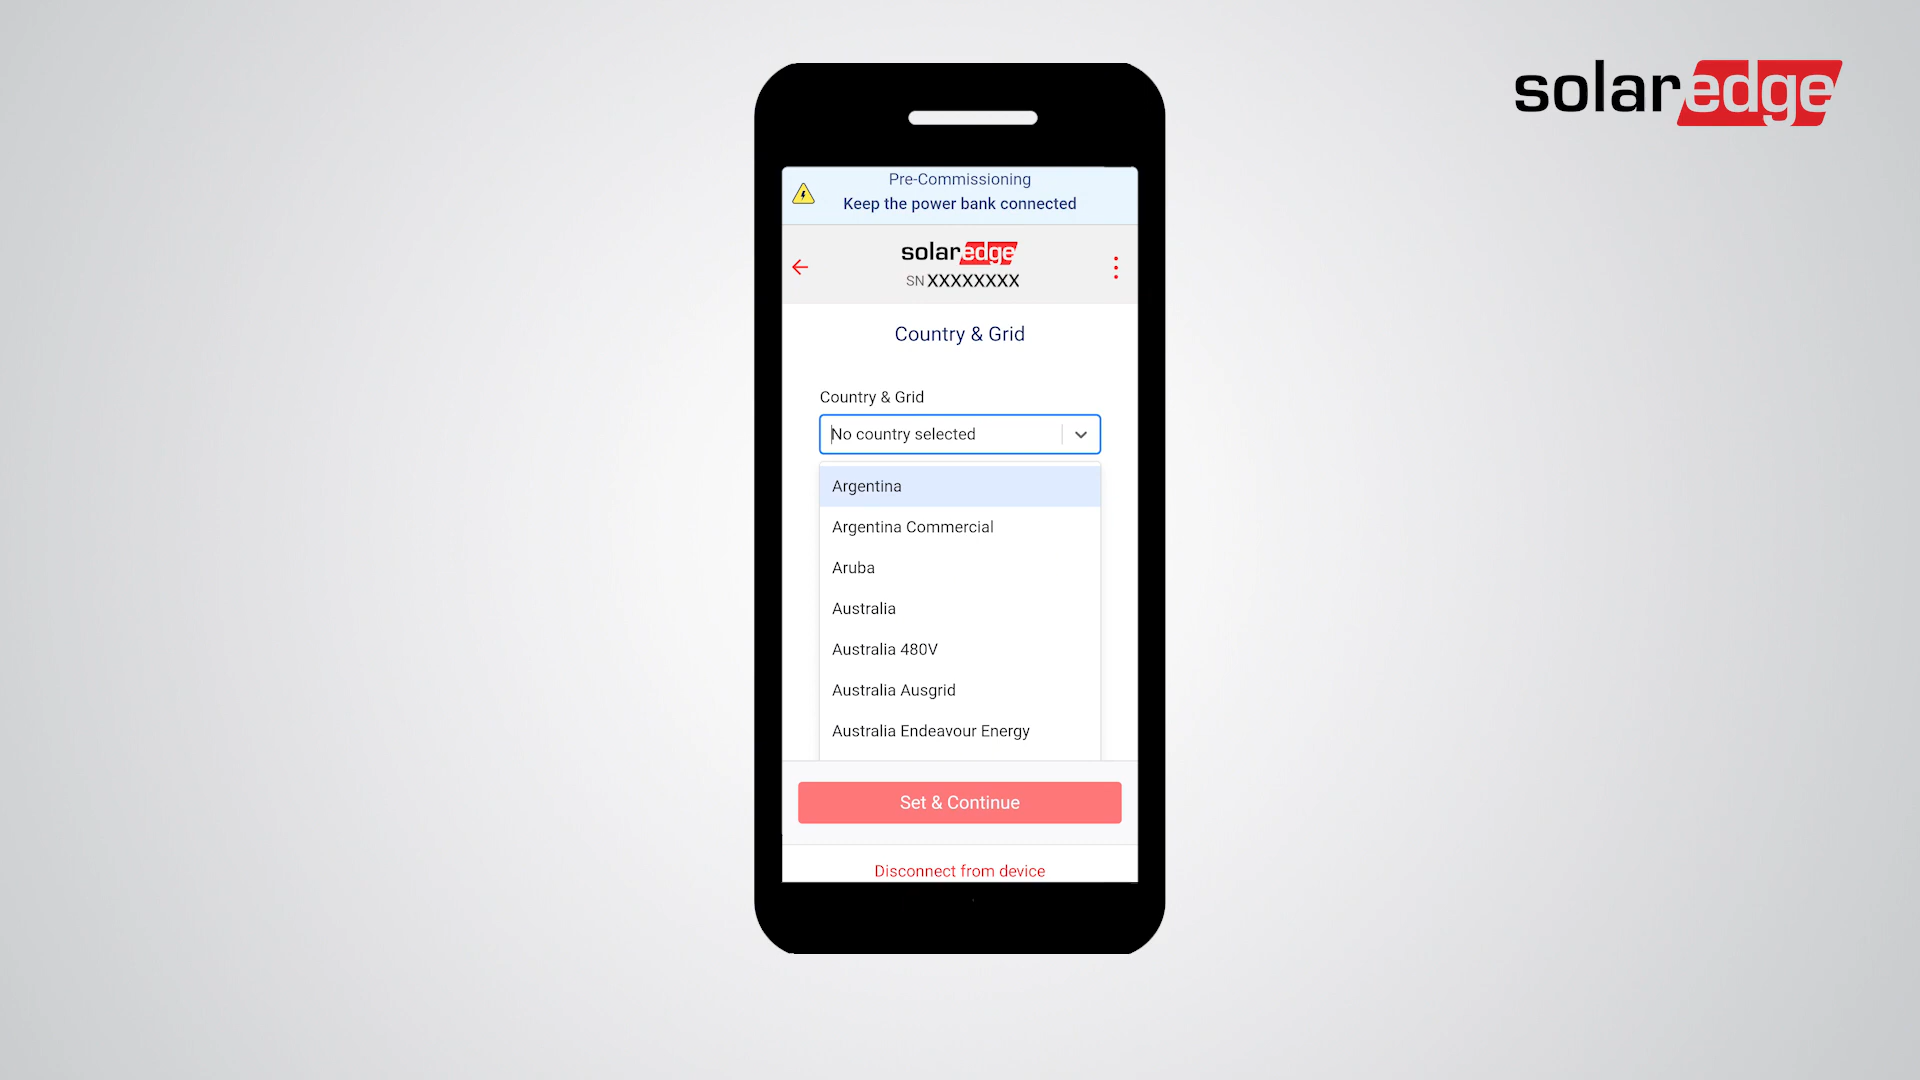 solaredge
Pre-Commissioning
Keep the power bank connected
solaredge
SN XXXXXXXX
Country & Grid
Country & Grid
No country selected
Argentina
Argentina Commercial
Aruba
Australia
Australia 480V
Australia Ausgrid
Australia Endeavour Energy
Set & Continue
Disconnect from device